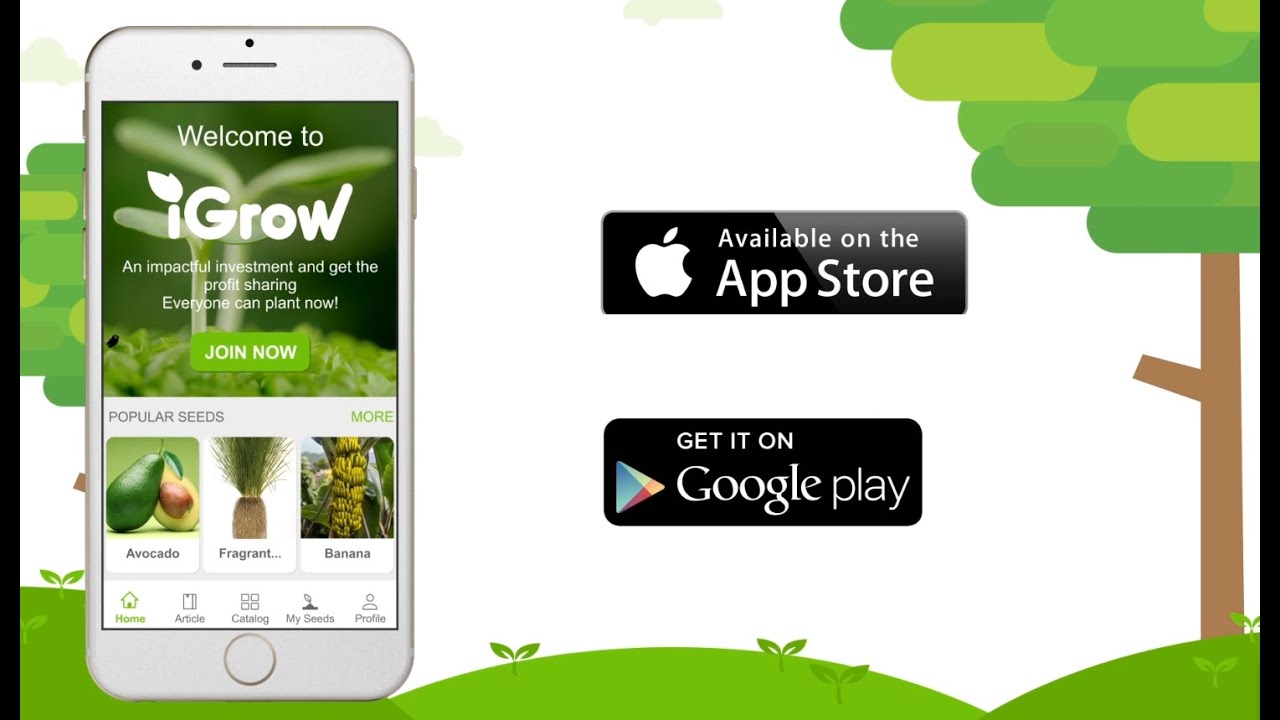 Welcome to
iGrow
An impactful investment and get the
profit sharing
Everyone can plant now!
JOIN NOW
POPULAR SEEDS MORE
Avocado Fragrant... Banana
Home Article Catalog My Seeds Profile
Available on the
App Store
GET IT ON
Google play